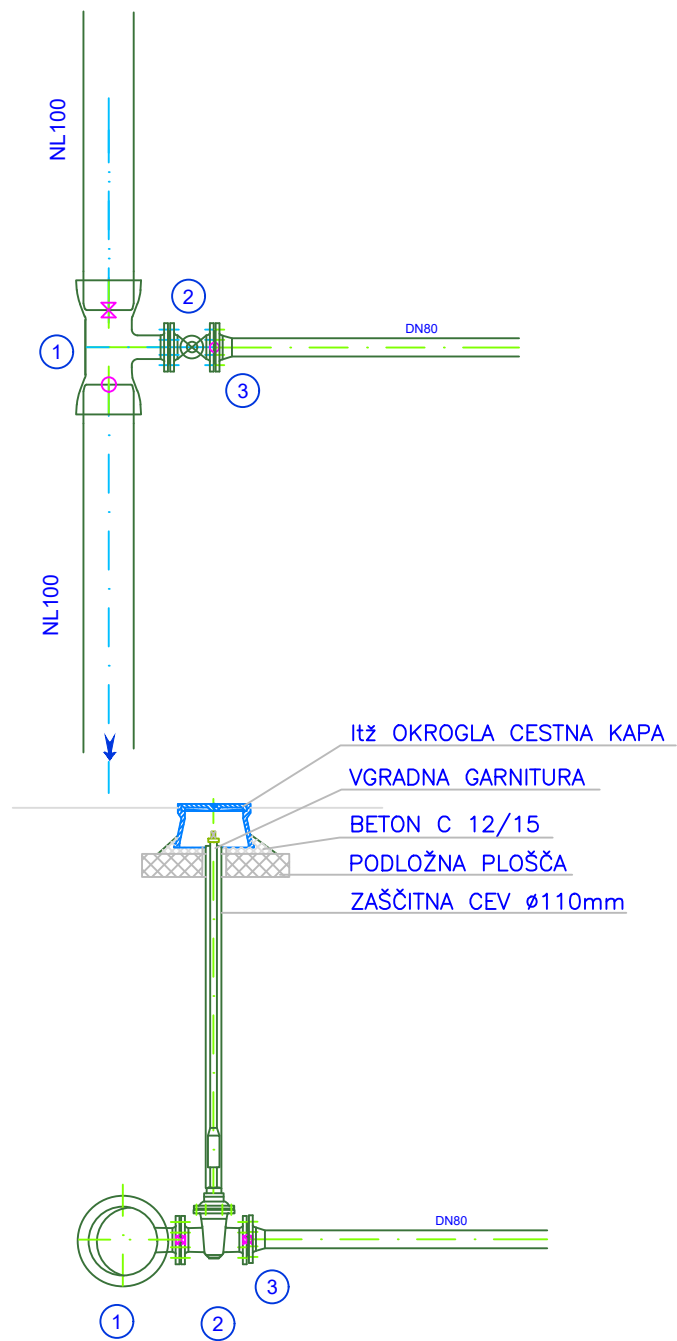 NL100
2
DN80
1
3
NL100
ltž OKROGLA CESTNA KAPA
VGRADNA GARNITURA
BETON C 12/15
PODLOŽNA PLOŠČA
ZAŠČITNA CEV ø110mm
DN80
3
1
2